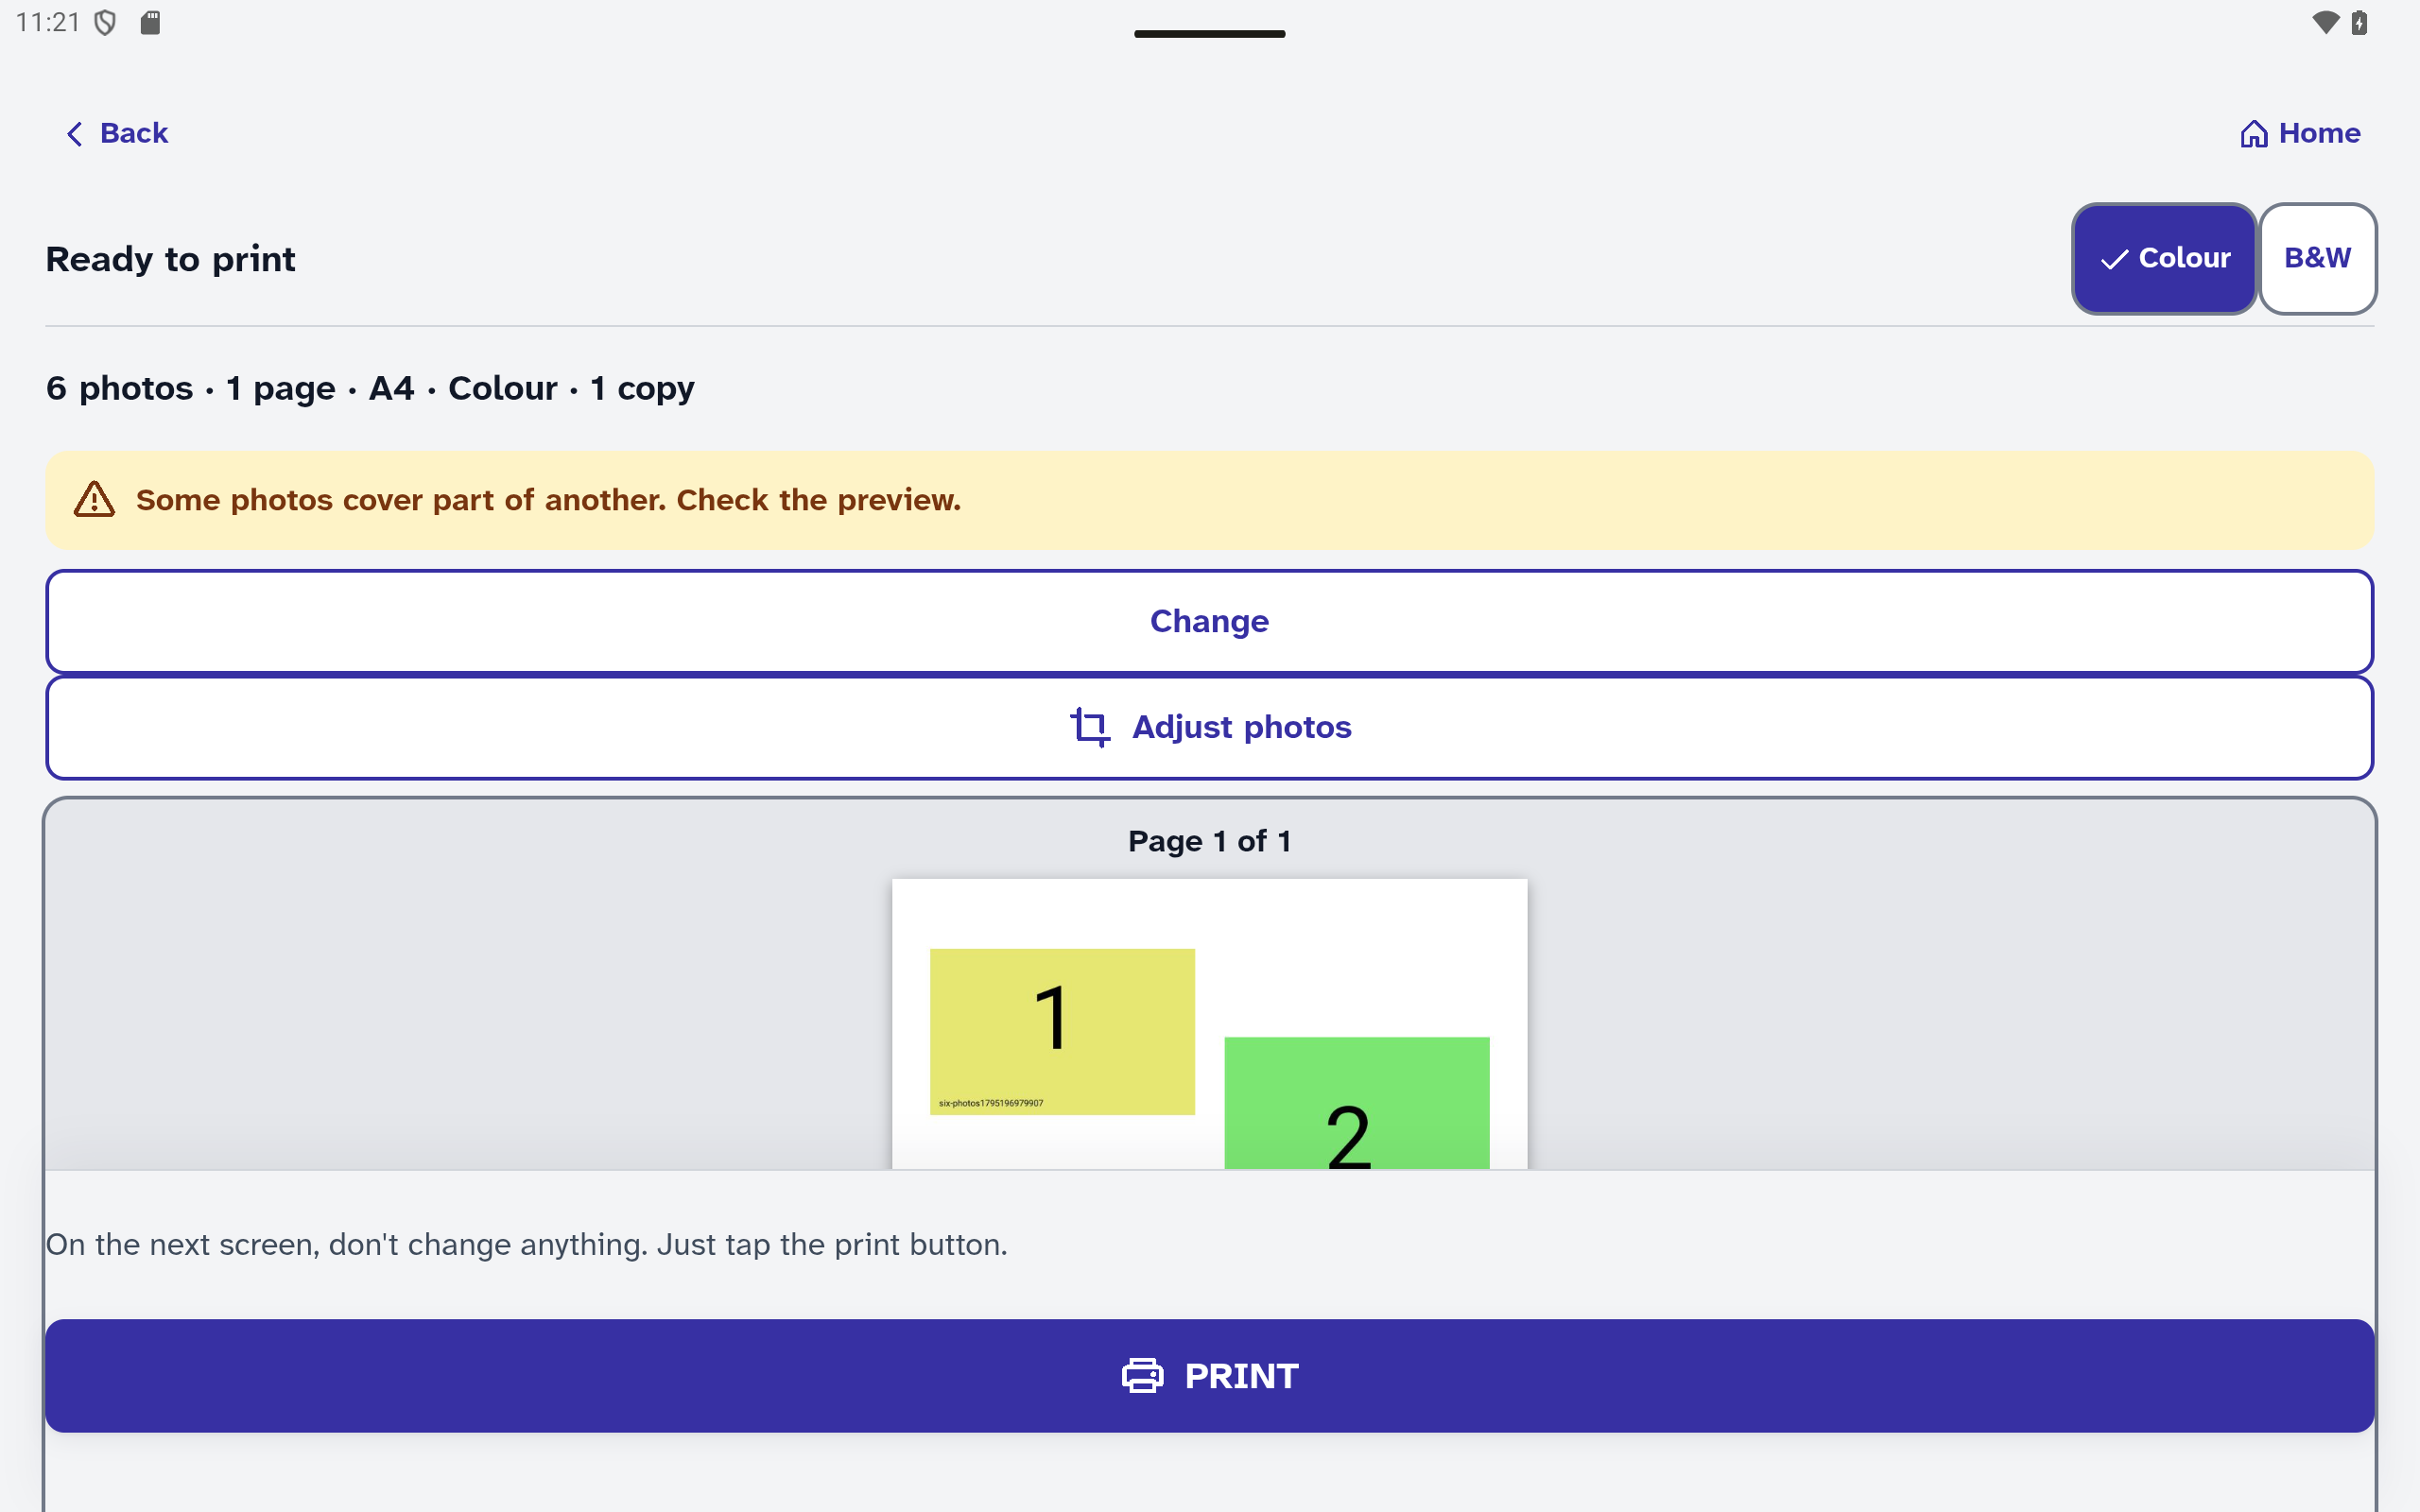 11:21
Back
Home
Ready to print
Colour
B&W
6 photos · 1 page · A4 · Colour · 1 copy
Some photos cover part of another. Check the preview.
Change
Adjust photos
Page 1 of 1
1
six-photos1795196979907
2
On the next screen, don't change anything. Just tap the print button.
PRINT